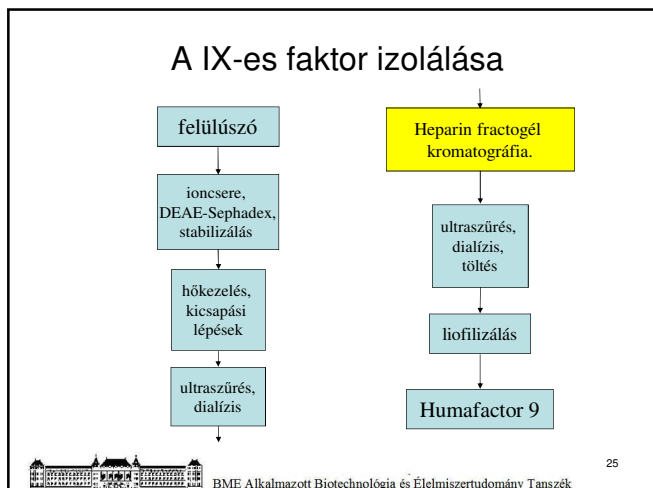 A IX-es faktor izolálása
felülúszó
ioncsere,
DEAE-Sephadex,
stabilizálás
hőkezelés,
kicsapási
lépések
ultraszűrés,
dialízis
Heparin fractogél
kromatográfia.
ultraszűrés,
dialízis,
töltés
liofilizálás
Humafactor 9
25
BME Alkalmazott Biotechnológia és Élelmiszertudomány Tanszék